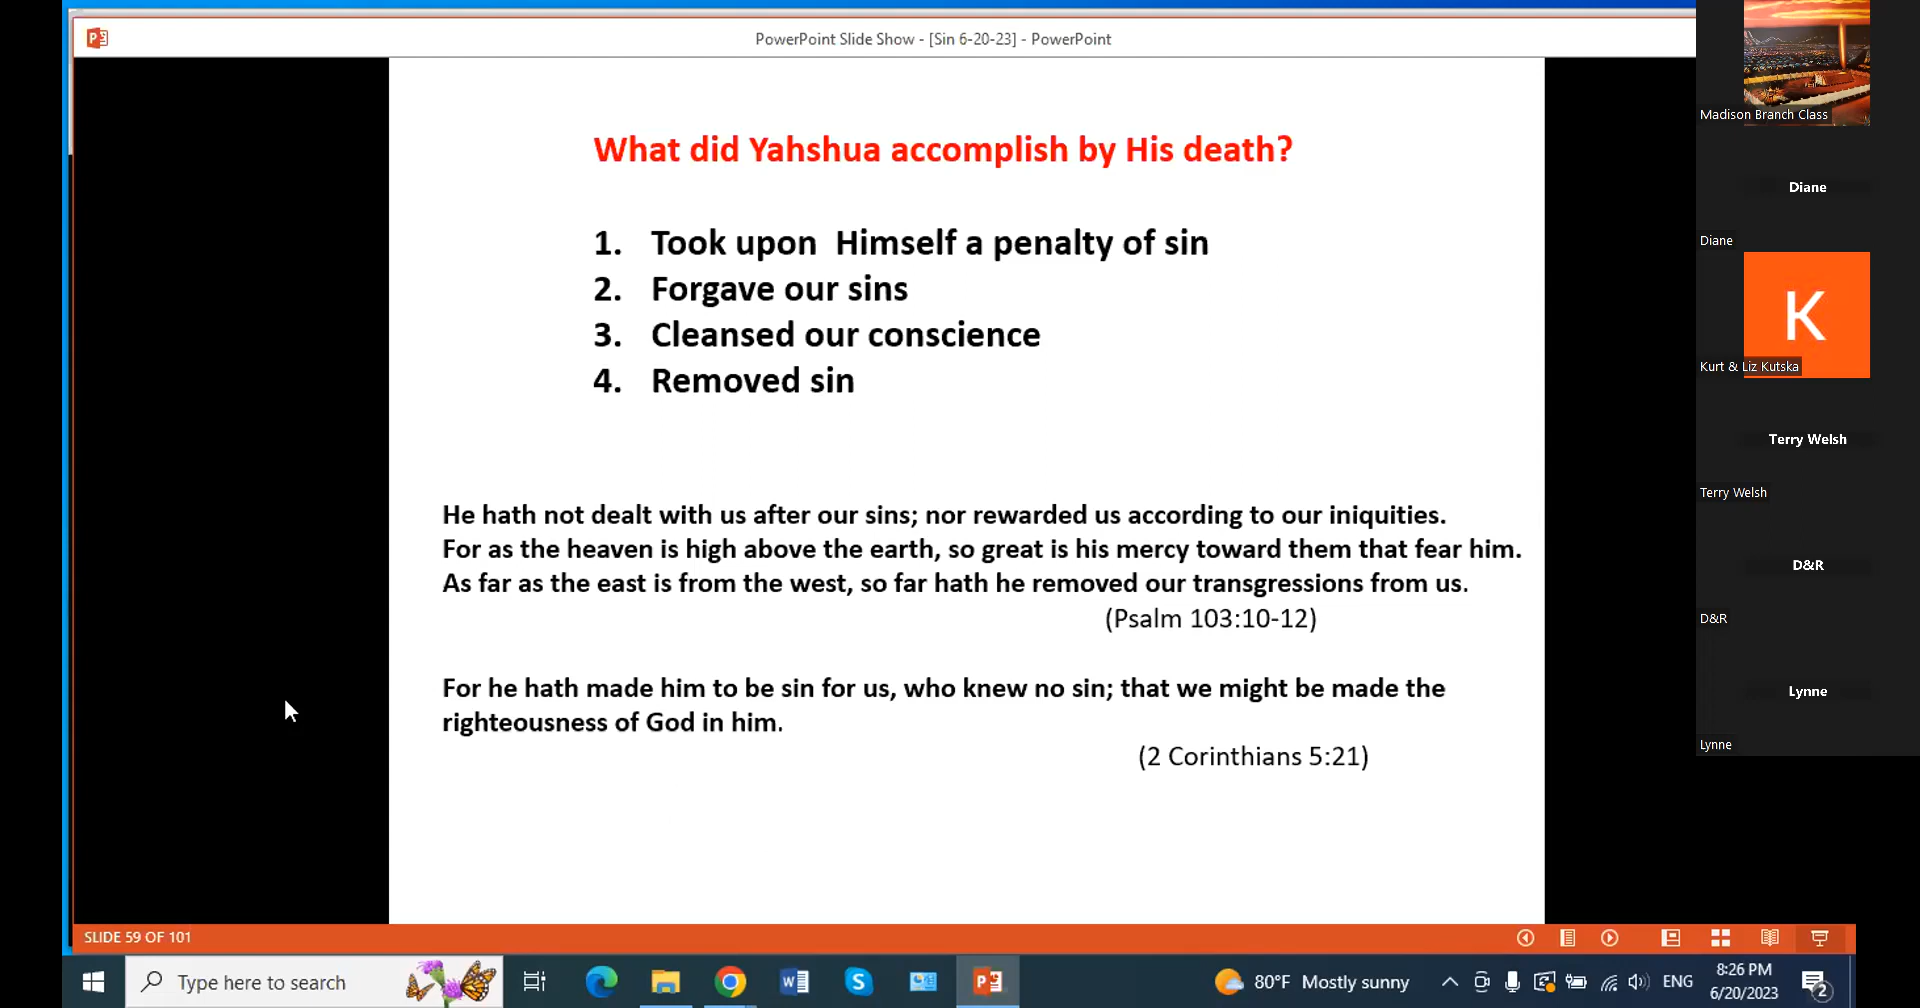 PowerPoint Slide Show - [Sin 6-20-23] - PowerPoint
What did Yahshua accomplish by His death?
1. Took upon  Himself a penalty of sin
2. Forgave our sins
3. Cleansed our conscience
4. Removed sin
He hath not dealt with us after our sins; nor rewarded us according to our iniquities.
For as the heaven is high above the earth, so great is his mercy toward them that fear him.
As far as the east is from the west, so far hath he removed our transgressions from us.
(Psalm 103:10-12)
For he hath made him to be sin for us, who knew no sin; that we might be made the
righteousness of God in him.
(2 Corinthians 5:21)
Madison Branch Class
Diane
Diane
K
Kurt & Liz Kutska
Terry Welsh
Terry Welsh
D&R
D&R
Lynne
Lynne
SLIDE 59 OF 101
Type here to search
80°F Mostly sunny
ENG
8:26 PM
6/20/2023
2